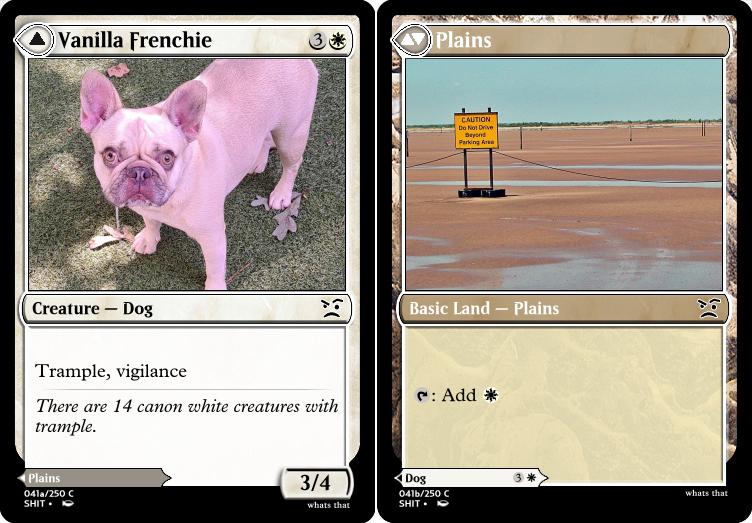 Vanilla Frenchie 3
Creature — Dog
Trample, vigilance
There are 14 canon white creatures with
trample.
Plains
3/4
041a/250 C
SHIT •
whats that
Plains
CAUTION
Do Not Drive
Beyond
Parking Area
Basic Land — Plains
: Add
Dog 3
041b/250 C
SHIT •
whats that